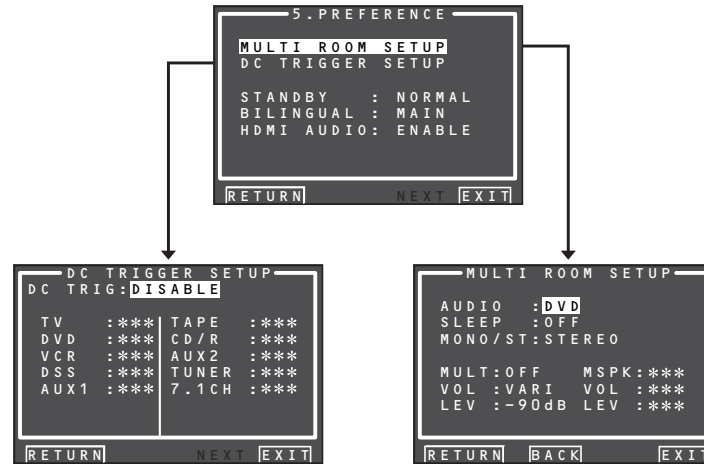 5.PREFERENCE
MULTI ROOM SETUP
DC TRIGGER SETUP
STANDBY : NORMAL
BILINGUAL : MAIN
HDMI AUDIO: ENABLE
RETURN NEXT EXIT
DC TRIGGER SETUP
DC TRIG:DISABLE
TV :*** TAPE :***
DVD :*** CD/R :***
VCR :*** AUX2 :***
DSS :*** TUNER :***
AUX1 :*** 7.1CH :***
RETURN NEXT EXIT
MULTI ROOM SETUP
AUDIO :DVD
SLEEP :OFF
MONO/ST:STEREO
MULT:OFF MSPK:***
VOL :VARI VOL :***
LEV :-90dB LEV :***
RETURN BACK EXIT